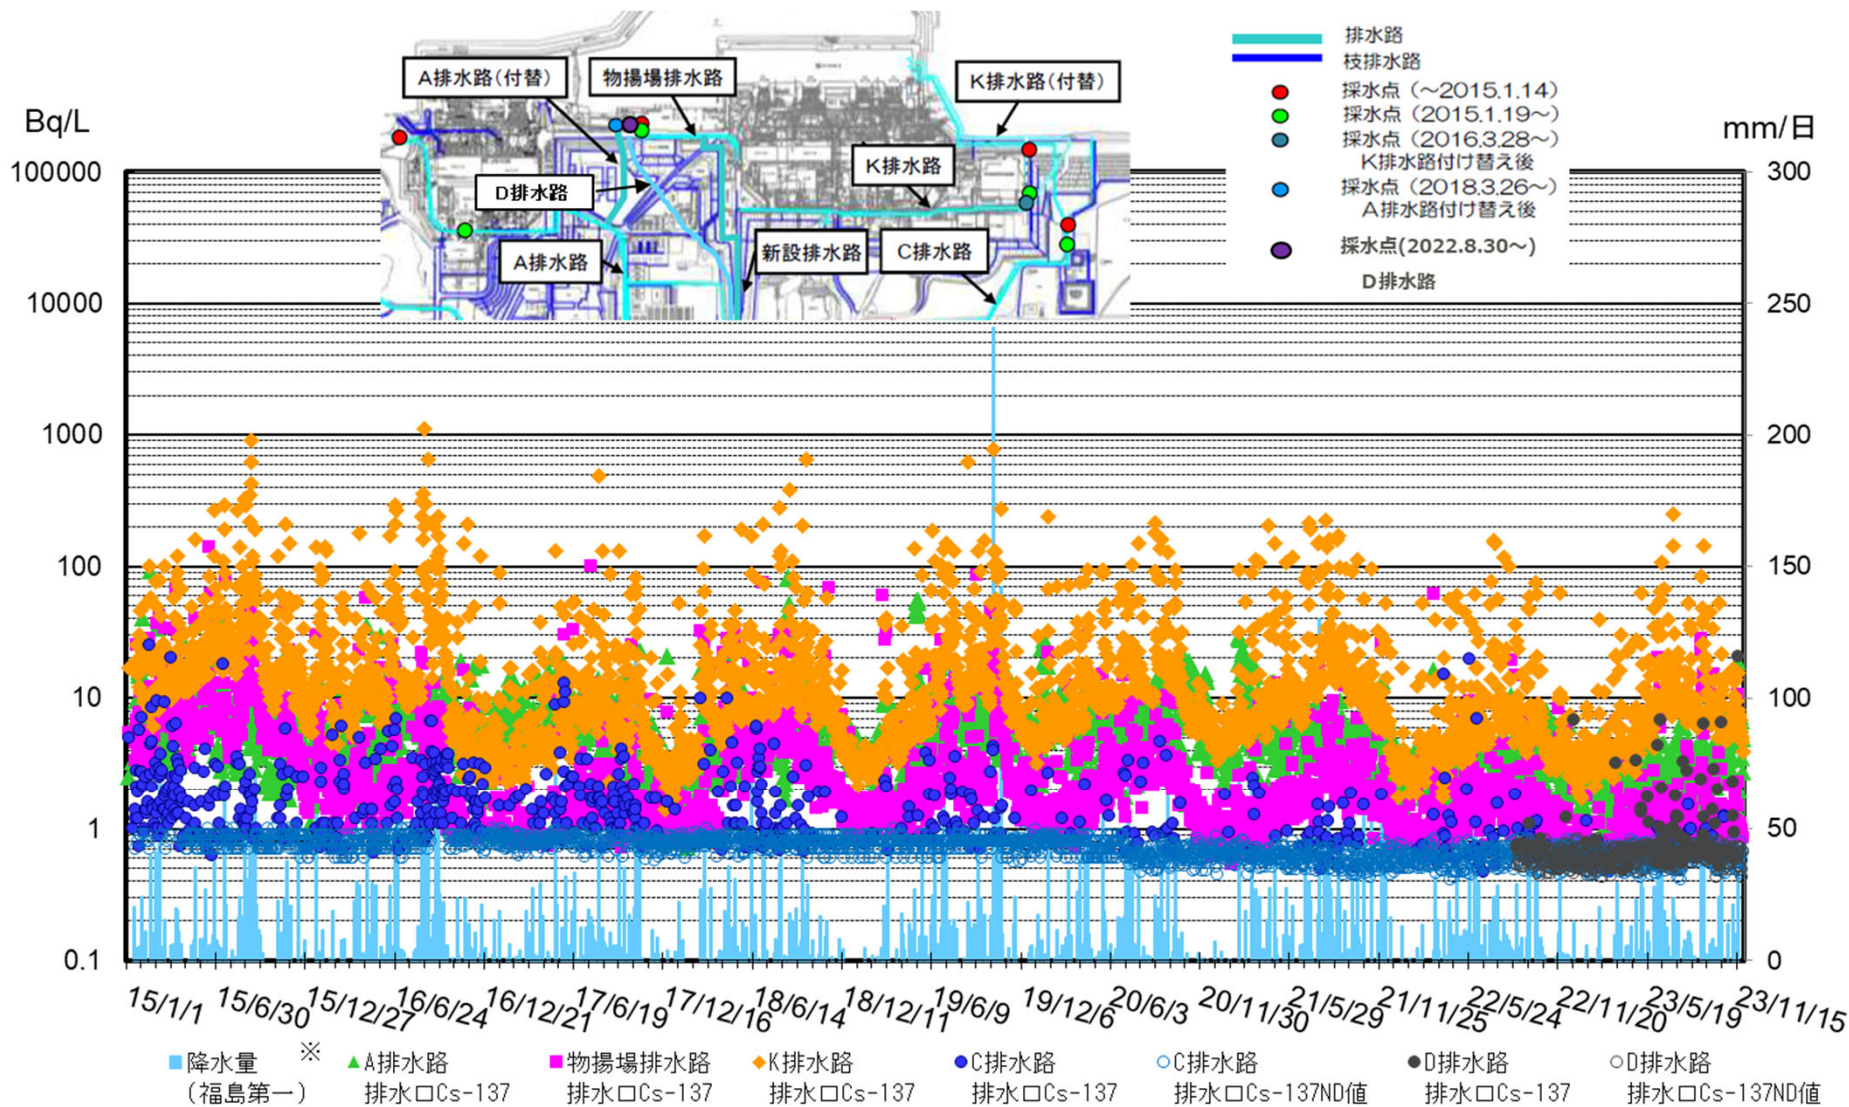 A排水路(付替)
物揚場排水路
K排水路(付替)
K排水路
D排水路
A排水路
新設排水路
C排水路
排水路
枝排水路
採水点（～2015.1.14）
採水点（2015.1.19～）
採水点（2016.3.28～）
K排水路付け替え後
採水点（2018.3.26～）
A排水路付け替え後
採水点(2022.8.30～)
D排水路
Bq/L
mm/日
100000
10000
1000
100
10
1
0.1
300
250
200
150
100
50
0
15/1/1
15/6/30
15/12/27
16/6/24
16/12/21
17/6/19
17/12/16
18/6/14
18/12/11
19/6/9
19/12/6
20/6/3
20/11/30
21/5/29
21/11/25
22/5/24
22/11/20
23/5/19
23/11/15
降水量 ※
（福島第一）
A排水路
排水口Cs-137
物揚場排水路
排水口Cs-137
K排水路
排水口Cs-137
C排水路
排水口Cs-137
C排水路
排水口Cs-137ND値
D排水路
排水口Cs-137
D排水路
排水口Cs-137ND値